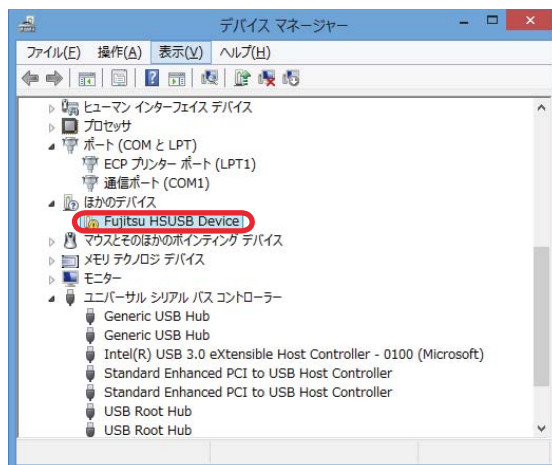 デバイス マネージャー
ファイル(F) 操作(A) 表示(V) ヘルプ(H)
ヒューマン インターフェイス デバイス
プロセッサ
ポート (COM と LPT)
ECP プリンター ポート (LPT1)
通信ポート (COM1)
ほかのデバイス
Fujitsu HSUSB Device
マウスとそのほかのポインティング デバイス
メモリ テクノロジ デバイス
モニター
ユニバーサル シリアル バス コントローラー
Generic USB Hub
Generic USB Hub
Intel(R) USB 3.0 eXtensible Host Controller - 0100 (Microsoft)
Standard Enhanced PCI to USB Host Controller
Standard Enhanced PCI to USB Host Controller
USB Root Hub
USB Root Hub